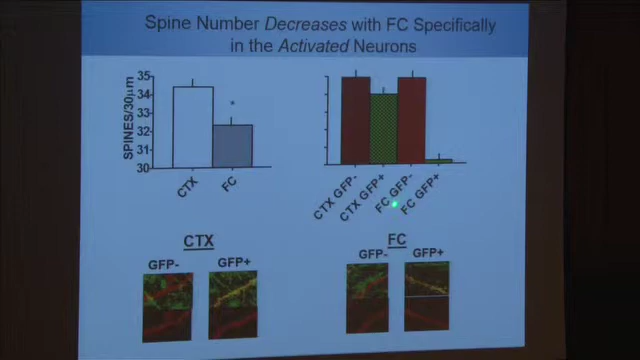 Spine Number Decreases with FC Specifically
in the Activated Neurons
SPINES/30μm
35
34
33
32
31
30
*
CTX
FC
CTX GFP-
CTX GFP+
FC GFP-
FC GFP+
CTX
GFP-
GFP+
FC
GFP-
GFP+